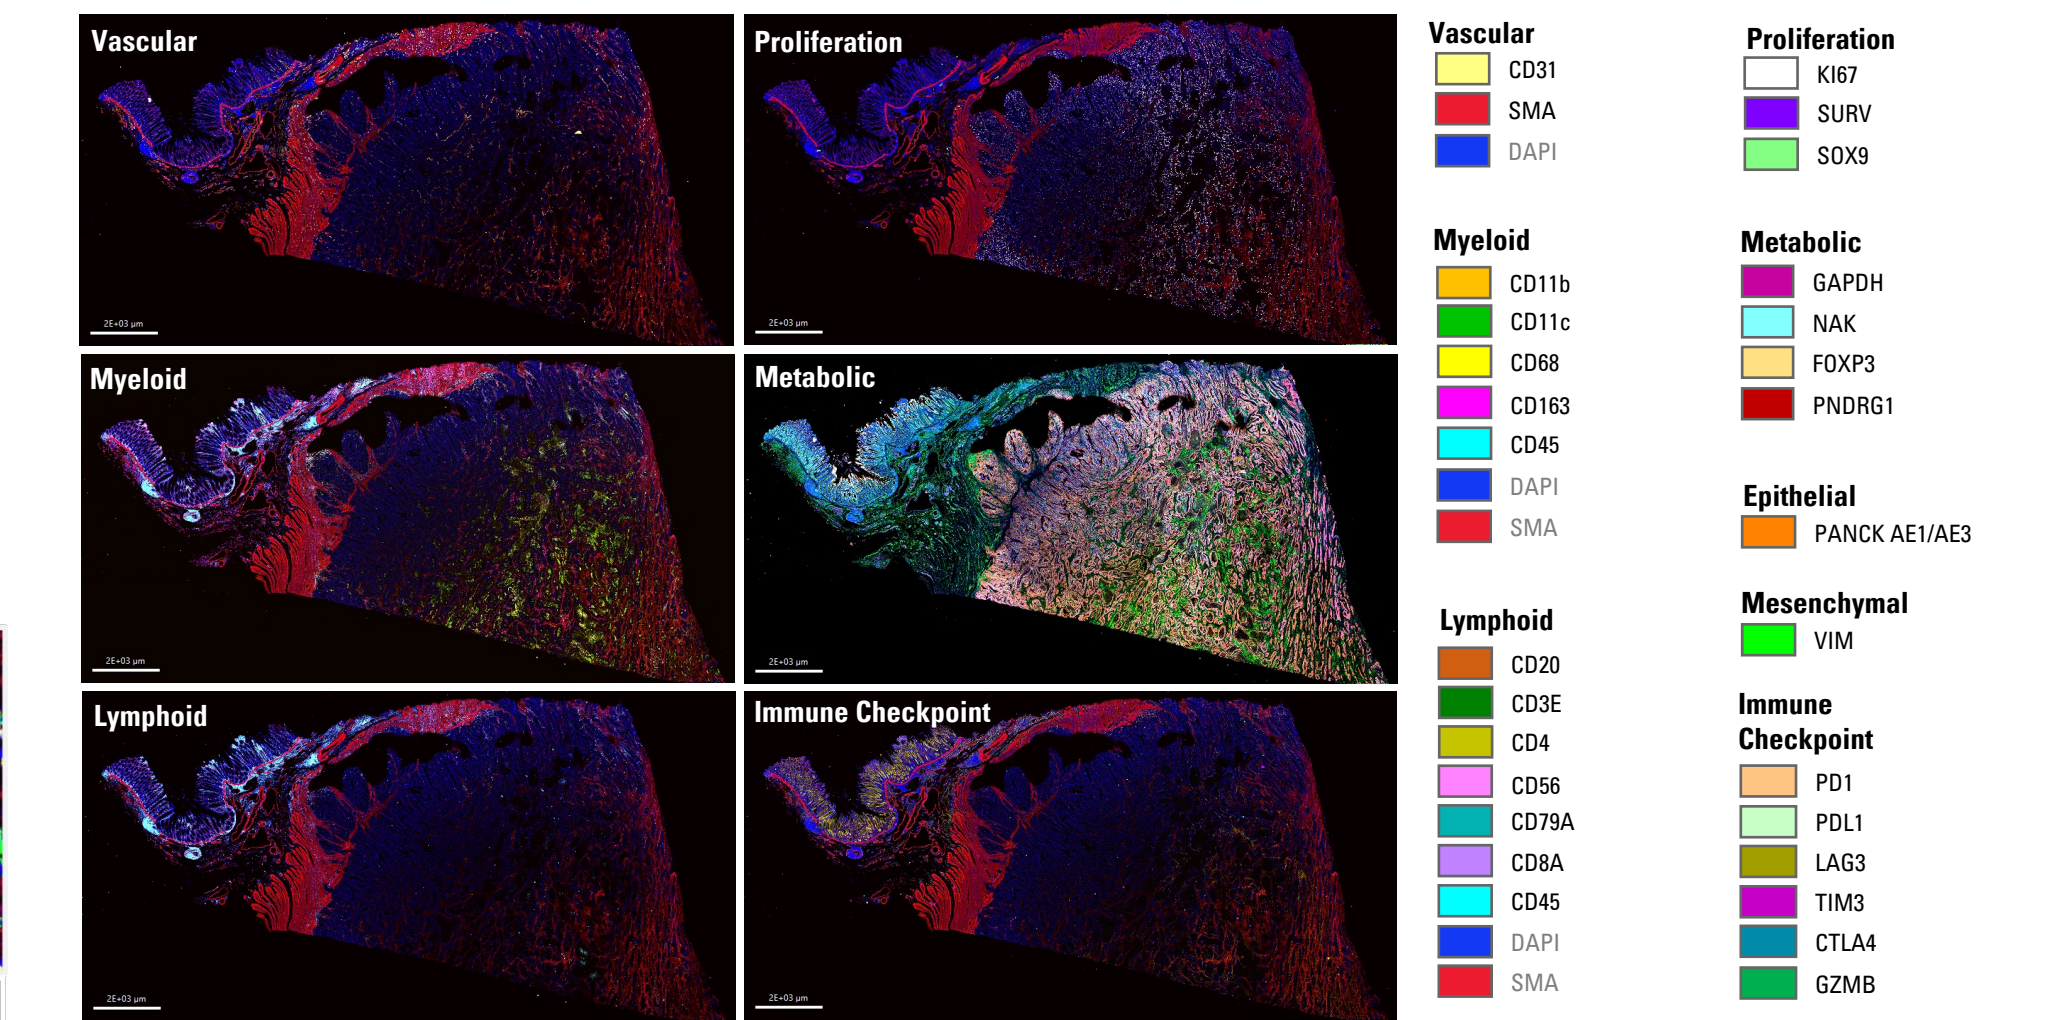 Vascular
2E+03 µm
Proliferation
2E+03 µm
Myeloid
2E+03 µm
Metabolic
2E+03 µm
Lymphoid
2E+03 µm
Immune Checkpoint
2E+03 µm
Vascular
CD31
SMA
DAPI
Myeloid
CD11b
CD11c
CD68
CD163
CD45
DAPI
SMA
Lymphoid
CD20
CD3E
CD4
CD56
CD79A
CD8A
CD45
DAPI
SMA
Proliferation
KI67
SURV
SOX9
Metabolic
GAPDH
NAK
FOXP3
PNDRG1
Epithelial
PANCK AE1/AE3
Mesenchymal
VIM
Immune
Checkpoint
PD1
PDL1
LAG3
TIM3
CTLA4
GZMB